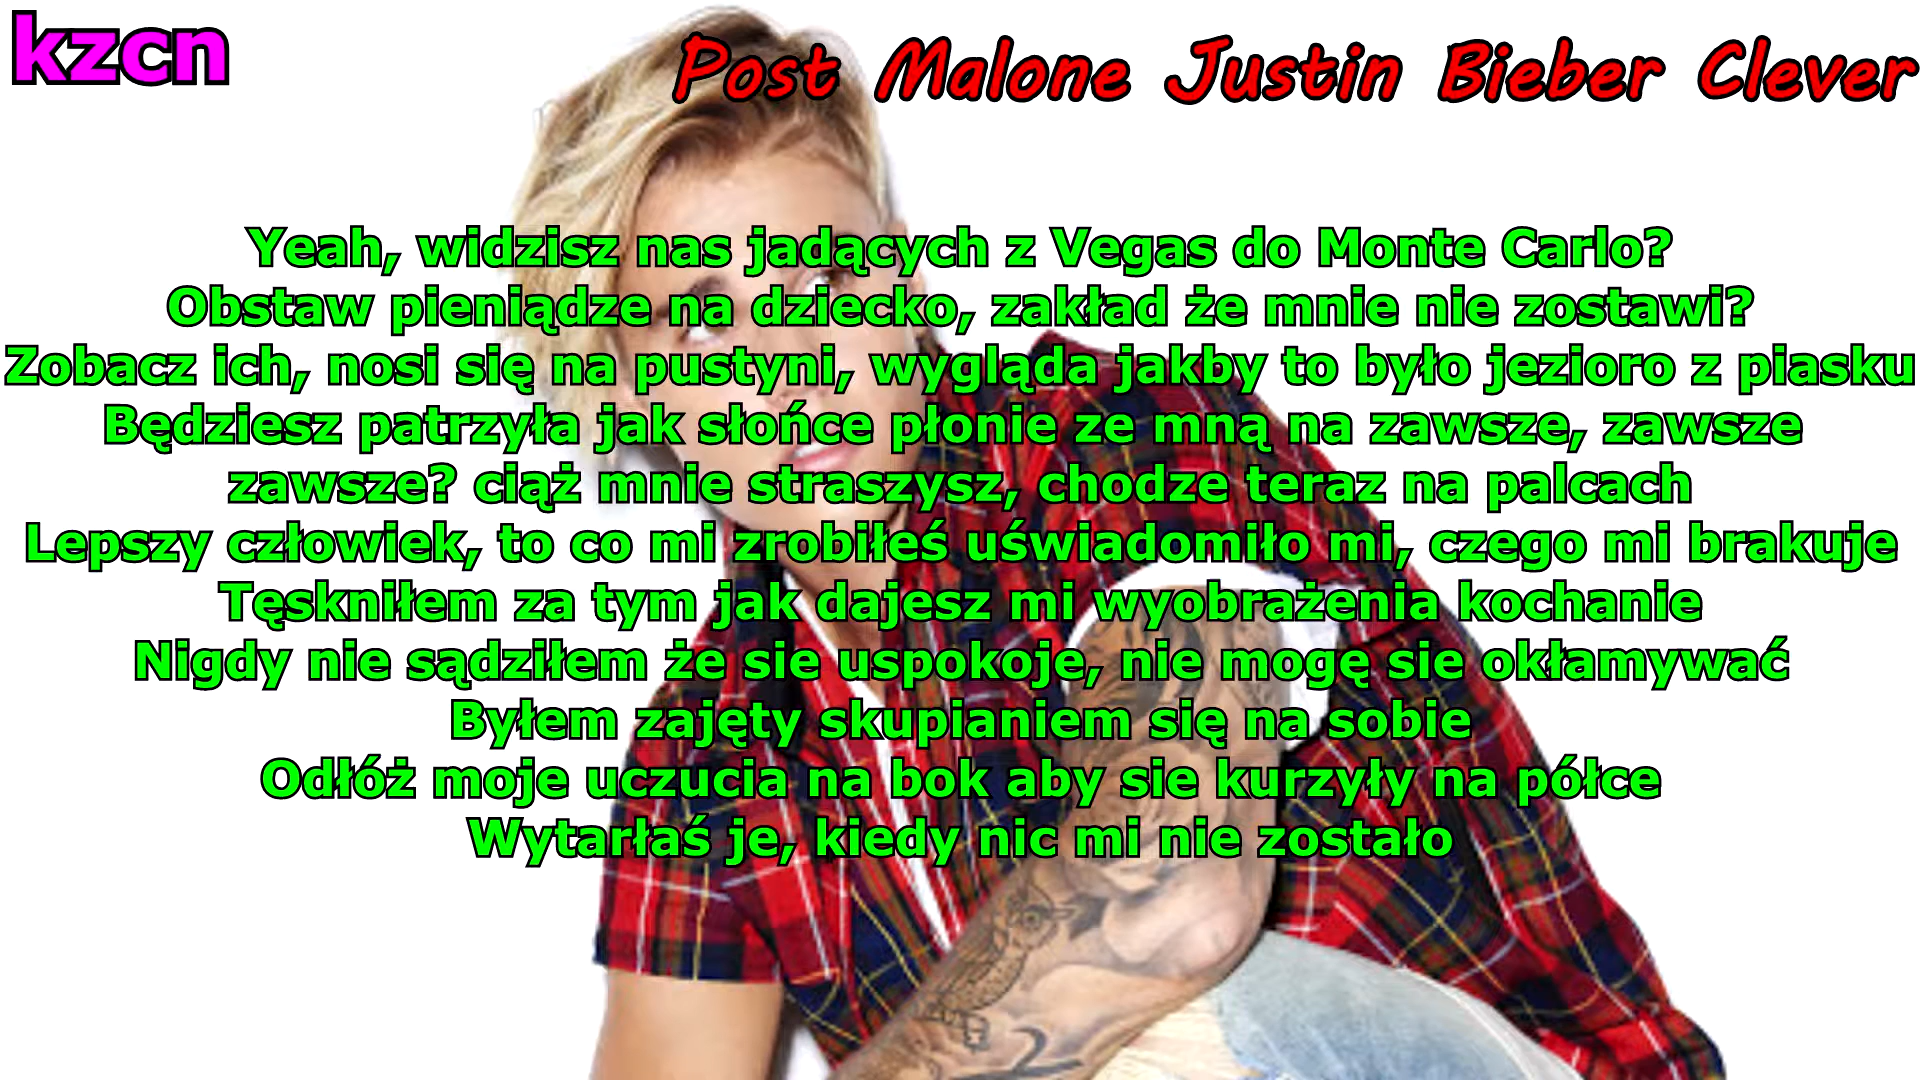 kzcn
Post Malone Justin Bieber Clever
Yeah, widzisz nas jadących z Vegas do Monte Carlo?
Obstaw pieniądze na dziecko, zakład że mnie nie zostawi?
Zobacz ich, nosi się na pustyni, wygląda jakby to było jezioro z piasku
Będziesz patrzyła jak słońce płonie ze mną na zawsze, zawsze
zawsze? ciąż mnie straszysz, chodze teraz na palcach
Lepszy człowiek, to co mi zrobiłeś uświadomiło mi, czego mi brakuje
Tęskniłem za tym jak dajesz mi wyobrażenia kochanie
Nigdy nie sądziłem że sie uspokoje, nie mogę sie okłamywać
Byłem zajęty skupianiem się na sobie
Odłóż moje uczucia na bok aby sie kurzyły na półce
Wytarłaś je, kiedy nic mi nie zostało